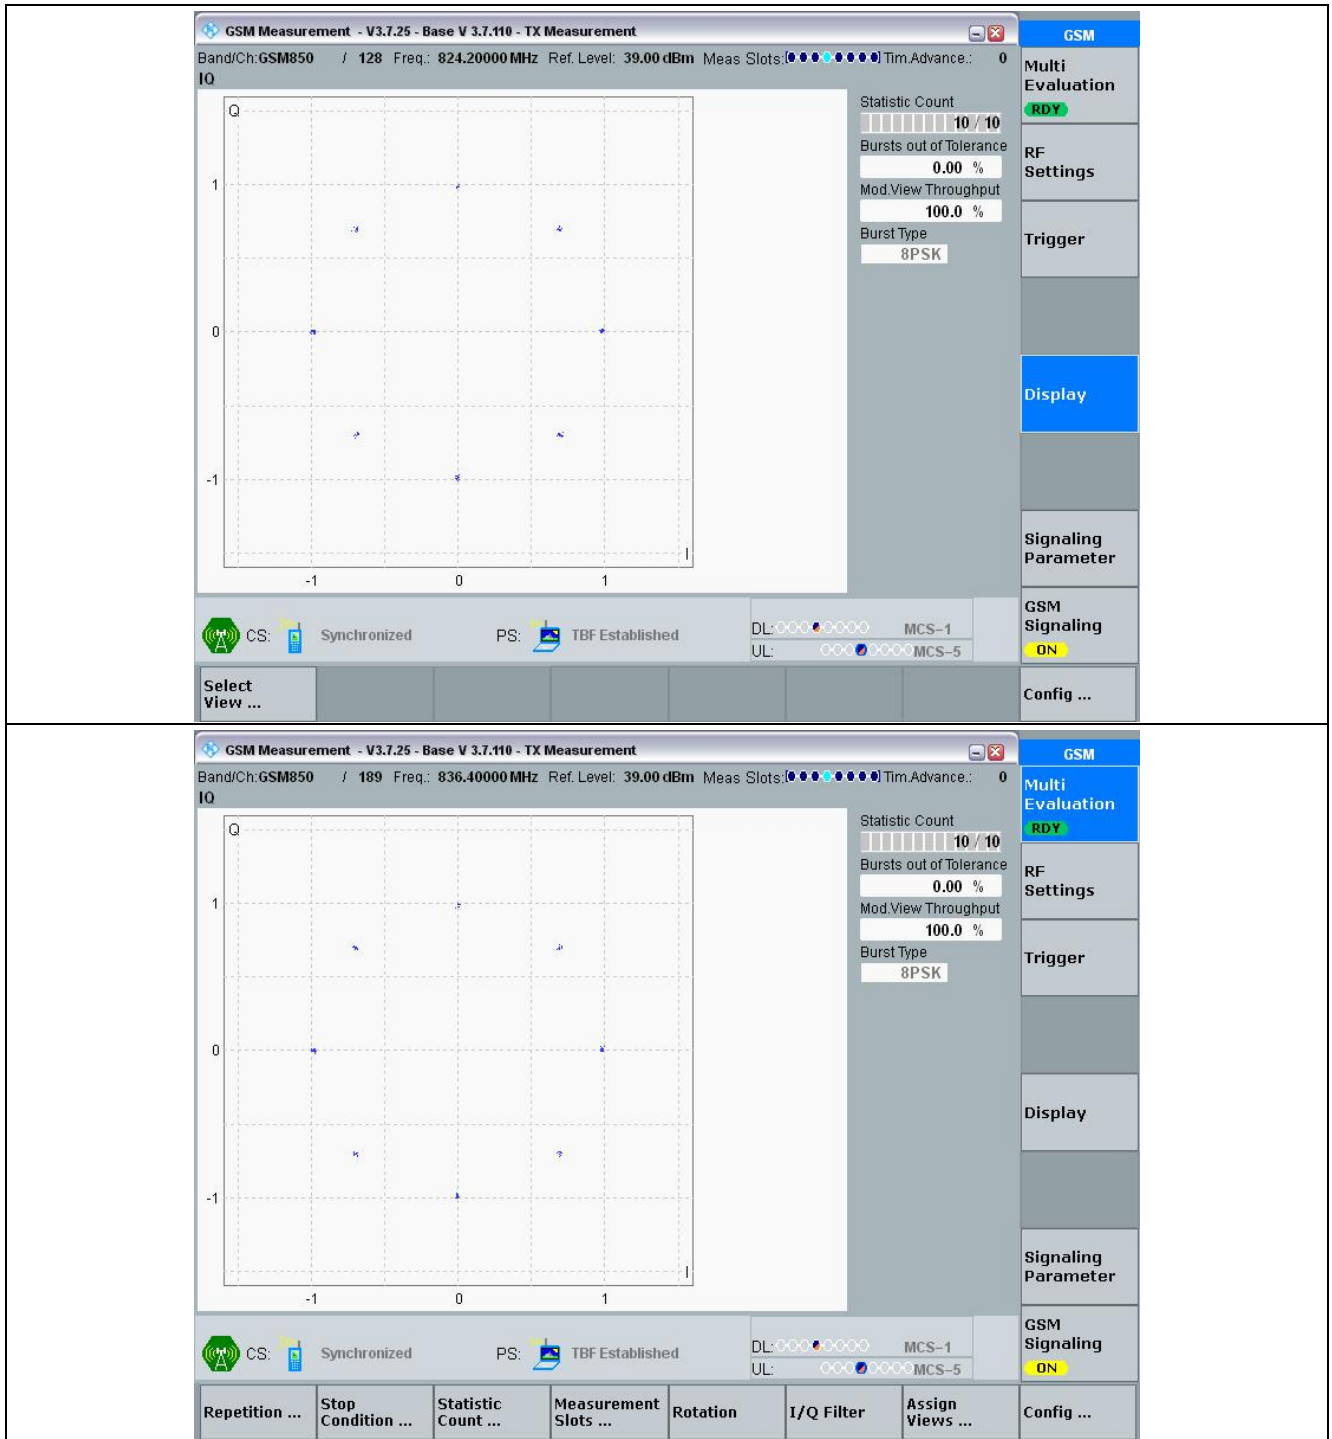 GSM Measurement - V3.7.25 - Base V 3.7.110 - TX Measurement
GSM
Band/Ch:GSM850 / 128 Freq.: 824.20000 MHz Ref. Level: 39.00 dBm Meas Slots: Tim.Advance.: 0
IQ
Multi
Evaluation
RDY
Q
Statistic Count
10 / 10
Bursts out of Tolerance
0.00 %
Mod.View Throughput
100.0 %
Burst Type
8PSK
RF
Settings
Trigger
1
0
-1
I
-1 0 1
Display
Signaling
Parameter
CS: Synchronized PS: TBF Established
DL: MCS-1
UL: MCS-5
GSM
Signaling
ON
Select
View ...
Config ...
GSM Measurement - V3.7.25 - Base V 3.7.110 - TX Measurement
GSM
Band/Ch:GSM850 / 189 Freq.: 836.40000 MHz Ref. Level: 39.00 dBm Meas Slots: Tim.Advance.: 0
IQ
Multi
Evaluation
RDY
Q
Statistic Count
10 / 10
Bursts out of Tolerance
0.00 %
Mod.View Throughput
100.0 %
Burst Type
8PSK
RF
Settings
Trigger
1
0
-1
I
-1 0 1
Display
Signaling
Parameter
CS: Synchronized PS: TBF Established
DL: MCS-1
UL: MCS-5
GSM
Signaling
ON
Repetition ...
Stop
Condition ...
Statistic
Count ...
Measurement
Slots ...
Rotation
I/Q Filter
Assign
Views ...
Config ...